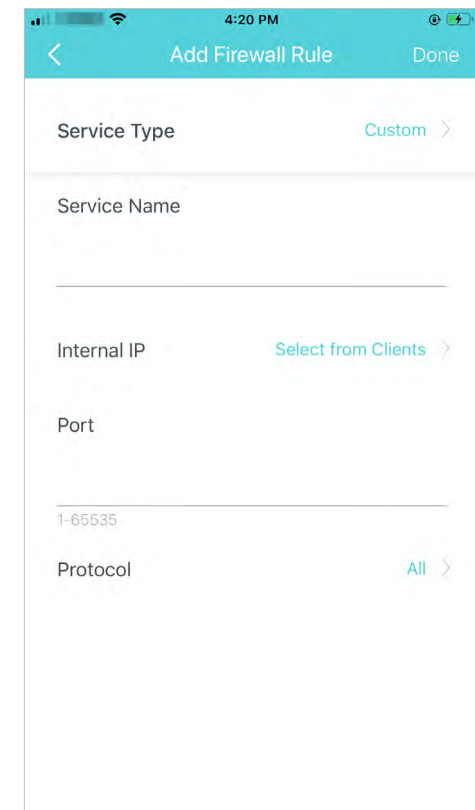 4:20 PM
Add Firewall Rule Done
Service Type Custom
Service Name
Internal IP Select from Clients
Port
1-65535
Protocol All